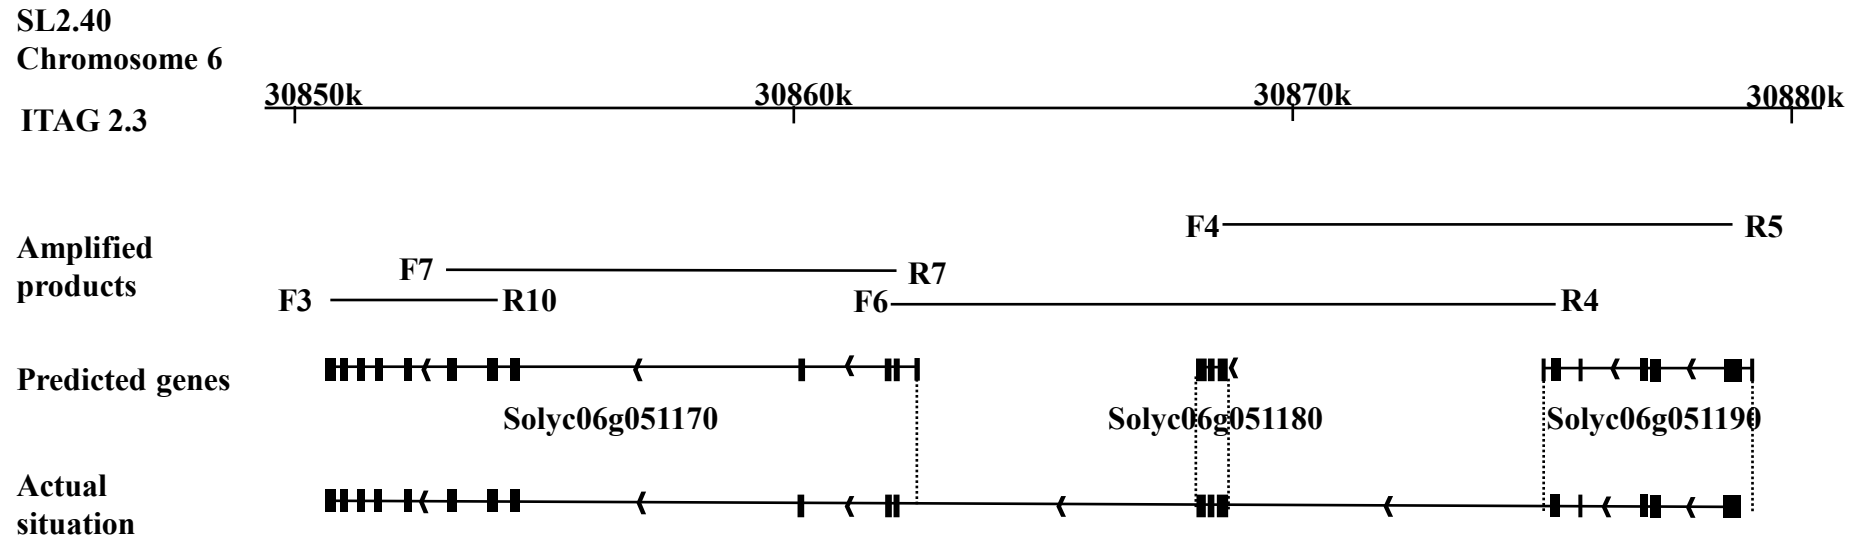 SL2.40
Chromosome 6
30850k 30860k 30870k 30880k
ITAG 2.3
F4 R5
Amplified
products
F7 R7
F3 R10 F6 R4
Predicted genes
Solyc06g051170 Solyc06g051180 Solyc06g051190
Actual
situation